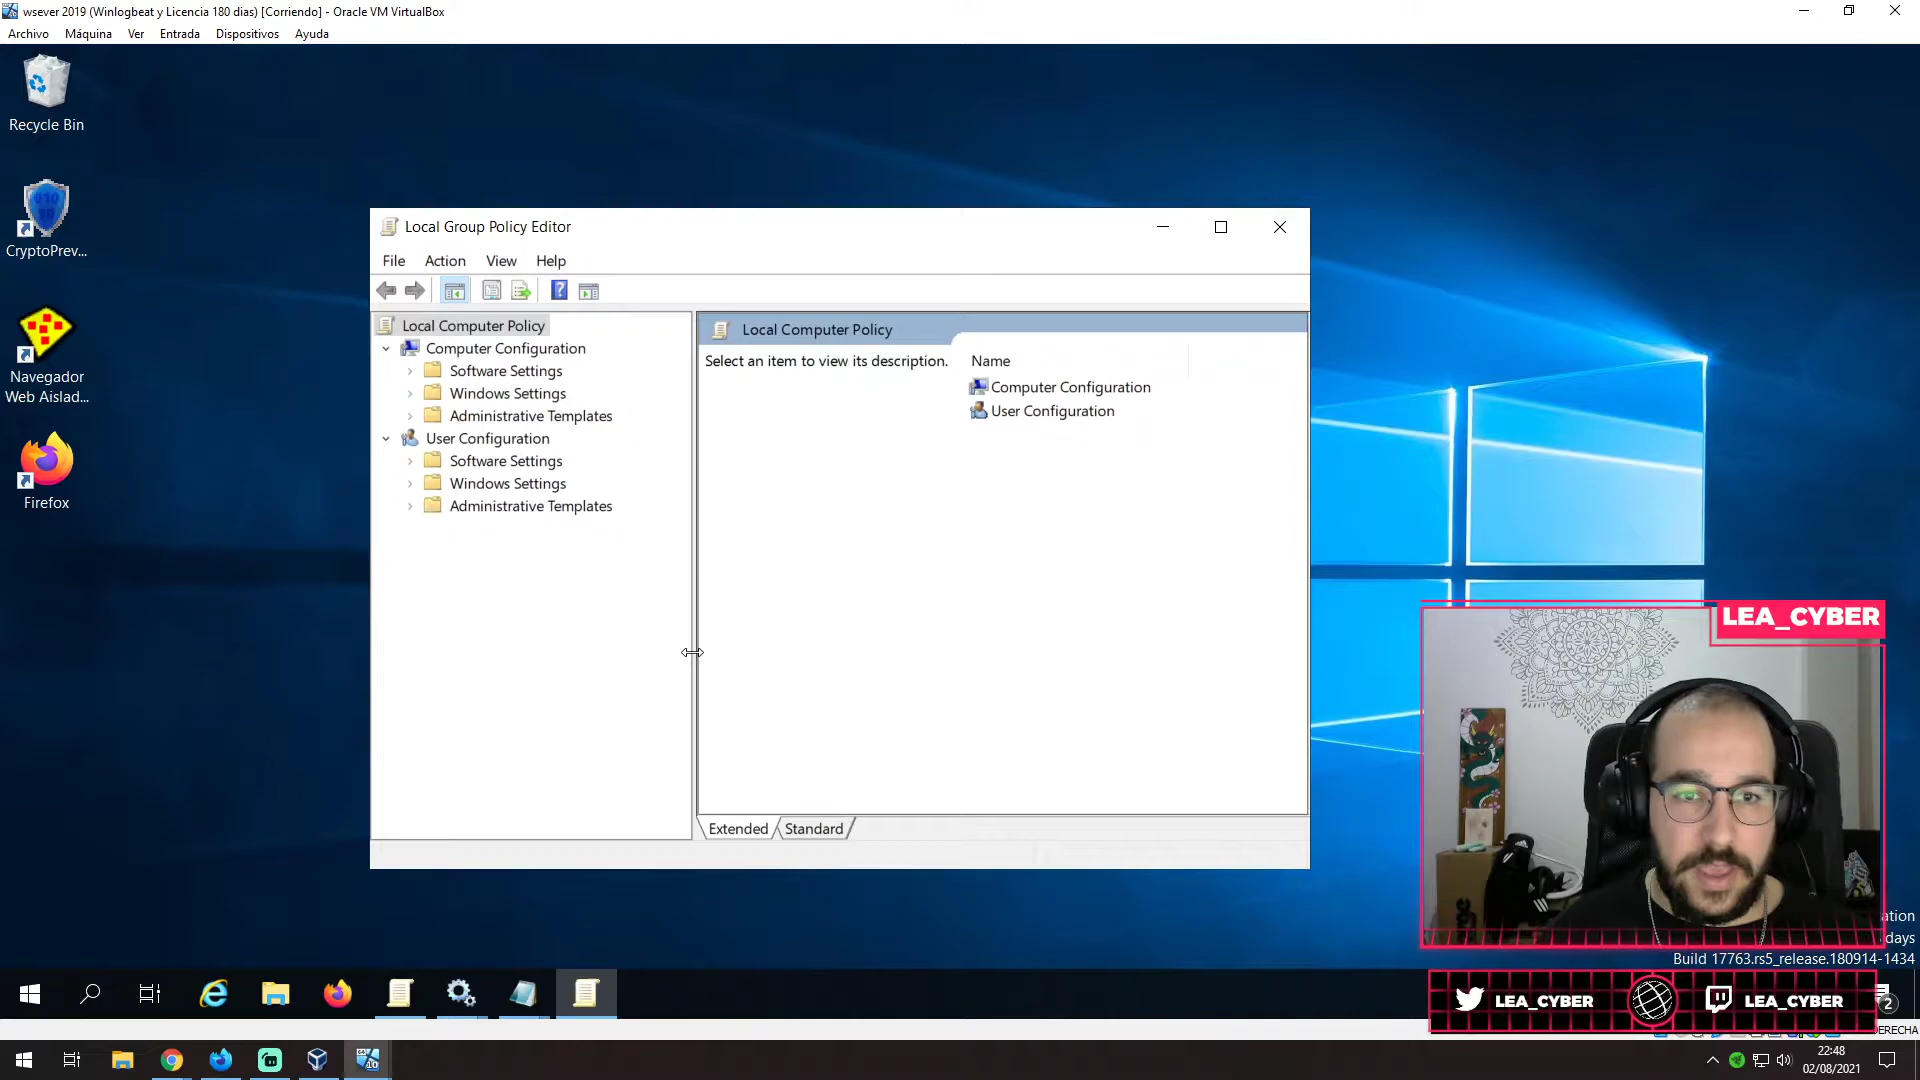 wsever 2019 (Winlogbeat y Licencia 180 dias) [Corriendo] - Oracle VM VirtualBox
Archivo Máquina Ver Entrada Dispositivos Ayuda
Recycle Bin
CryptoPrev...
Navegador
Web Aislad...
Firefox
Local Group Policy Editor
File Action View Help
Local Computer Policy
Computer Configuration
Software Settings
Windows Settings
Administrative Templates
User Configuration
Software Settings
Windows Settings
Administrative Templates
Local Computer Policy
Select an item to view its description.
Name
Computer Configuration
User Configuration
Extended Standard
LEA_CYBER
days
Build 17763.rs5_release.180914-1434
LEA_CYBER LEA_CYBER
2
DERECHA
22:48
02/08/2021